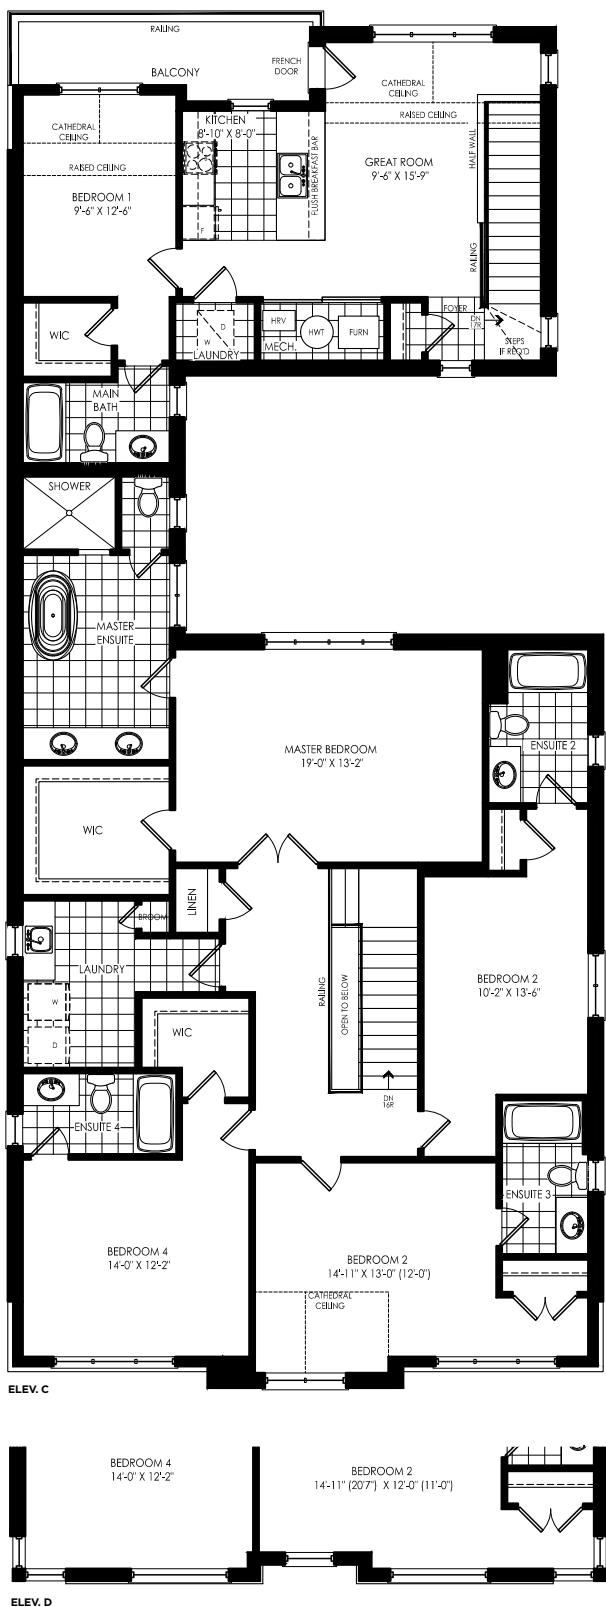 RAILING
BALCONY
FRENCH
DOOR
CATHEDRAL
CEILING
RAISED CEILING
KITCHEN
8'-10" X 8'-0"
CATHEDRAL
CEILING
RAISED CEILING
GREAT ROOM
9'-6" X 15'-9"
HALF WALL
FLUSH BREAKFAST BAR
BEDROOM 1
9'-6" X 12'-6"
F
RAILING
FOYER
DN
17R
STEPS
IF REQ'D
WIC
D
W
LAUNDRY
HRV
HWT
FURN
MECH.
MAIN
BATH
SHOWER
MASTER
ENSUITE
MASTER BEDROOM
19'-0" X 13'-2"
ENSUITE 2
WIC
LINEN
BROOM
LAUNDRY
W
D
RAILING
OPEN TO BELOW
BEDROOM 2
10'-2" X 13'-6"
WIC
DN
16R
ENSUITE 4
ENSUITE 3
BEDROOM 4
14'-0" X 12'-2"
BEDROOM 2
14'-11" X 13'-0" (12'-0")
CATHEDRAL
CEILING
ELEV. C
BEDROOM 4
14'-0" X 12'-2"
BEDROOM 2
14'-11" (20'7") X 12'-0" (11'-0")
ELEV. D